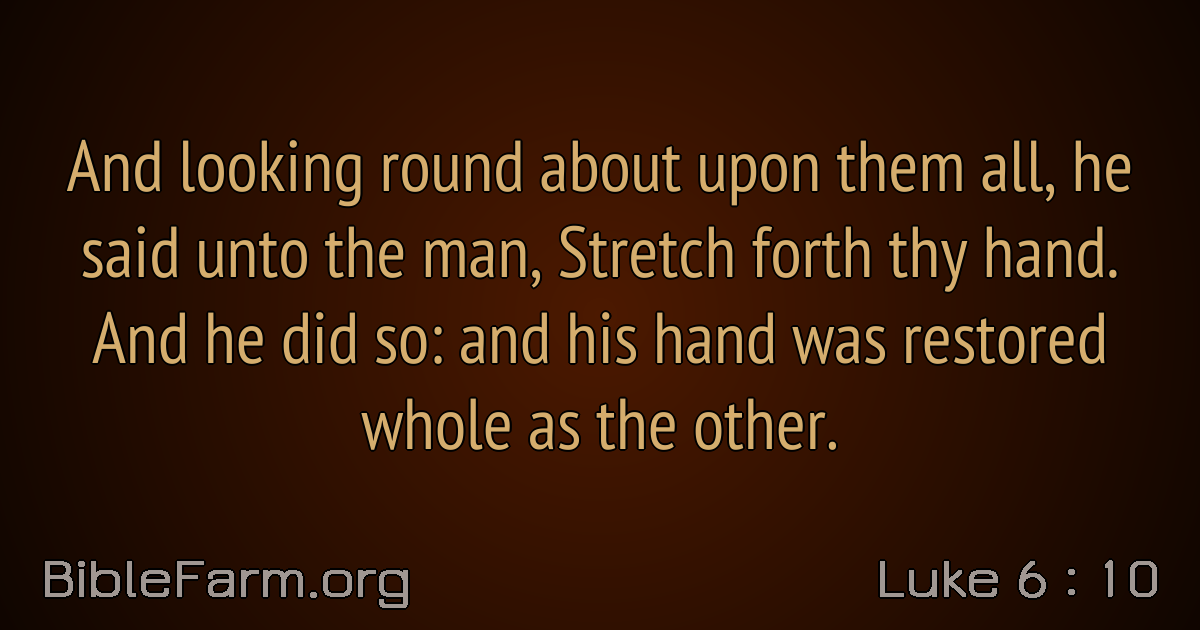 And looking round about upon them all, he
said unto the man, Stretch forth thy hand.
And he did so: and his hand was restored
whole as the other.
BibleFarm.org
Luke 6 : 10